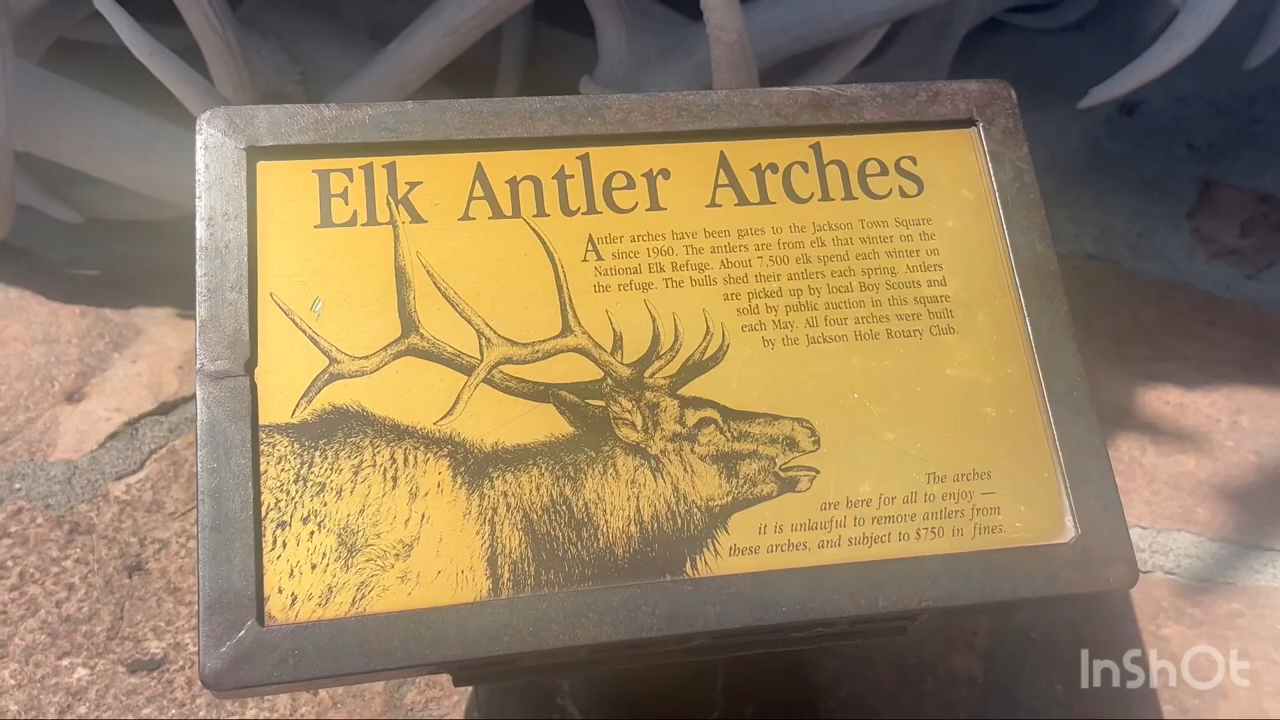 Elk Antler Arches
Antler arches have been gates to the Jackson Town Square
since 1960. The antlers are from elk that winter on the
National Elk Refuge. About 7,500 elk spend each winter on
the refuge. The bulls shed their antlers each spring. Antlers
are picked up by local Boy Scouts and
sold by public auction in this square
each May. All four arches were built
by the Jackson Hole Rotary Club.
The arches
are here for all to enjoy —
it is unlawful to remove antlers from
these arches, and subject to $750 in fines.
InShOt